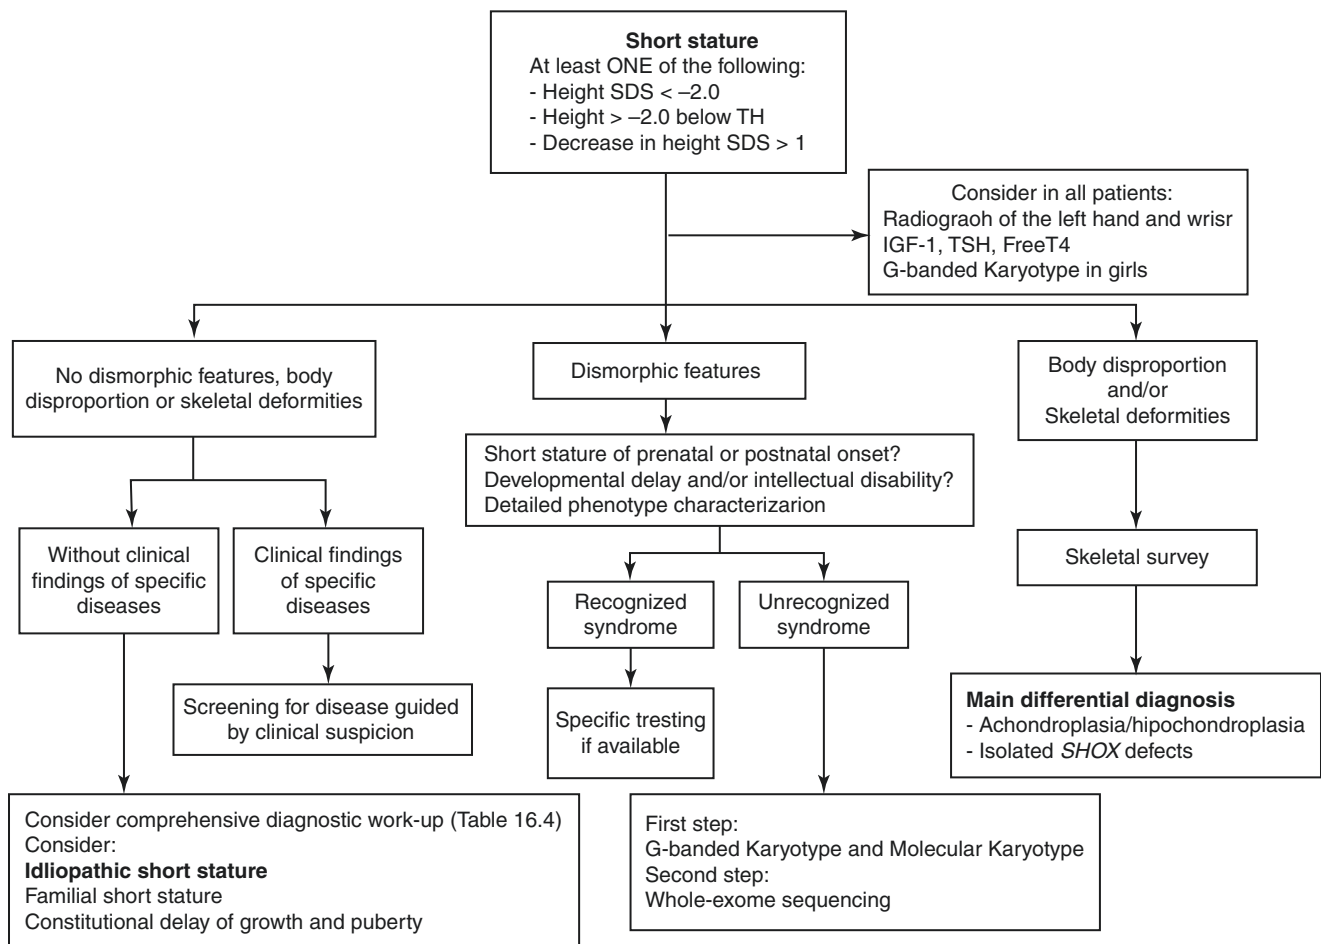 Short stature
At least ONE of the following:
- Height SDS < –2.0
- Height > –2.0 below TH
- Decrease in height SDS > 1
Consider in all patients:
Radiograoh of the left hand and wrisr
IGF-1, TSH, FreeT4
G-banded Karyotype in girls
No dismorphic features, body
disproportion or skeletal deformities
Dismorphic features
Body disproportion
and/or
Skeletal deformities
Short stature of prenatal or postnatal onset?
Developmental delay and/or intellectual disability?
Detailed phenotype characterizarion
Without clinical
findings of specific
diseases
Clinical findings
of specific
diseases
Skeletal survey
Recognized
syndrome
Unrecognized
syndrome
Screening for disease guided
by clinical suspicion
Specific tresting
if available
Main differential diagnosis
- Achondroplasia/hipochondroplasia
- Isolated SHOX defects
Consider comprehensive diagnostic work-up (Table 16.4)
Consider:
Idliopathic short stature
Familial short stature
Constitutional delay of growth and puberty
First step:
G-banded Karyotype and Molecular Karyotype
Second step:
Whole-exome sequencing